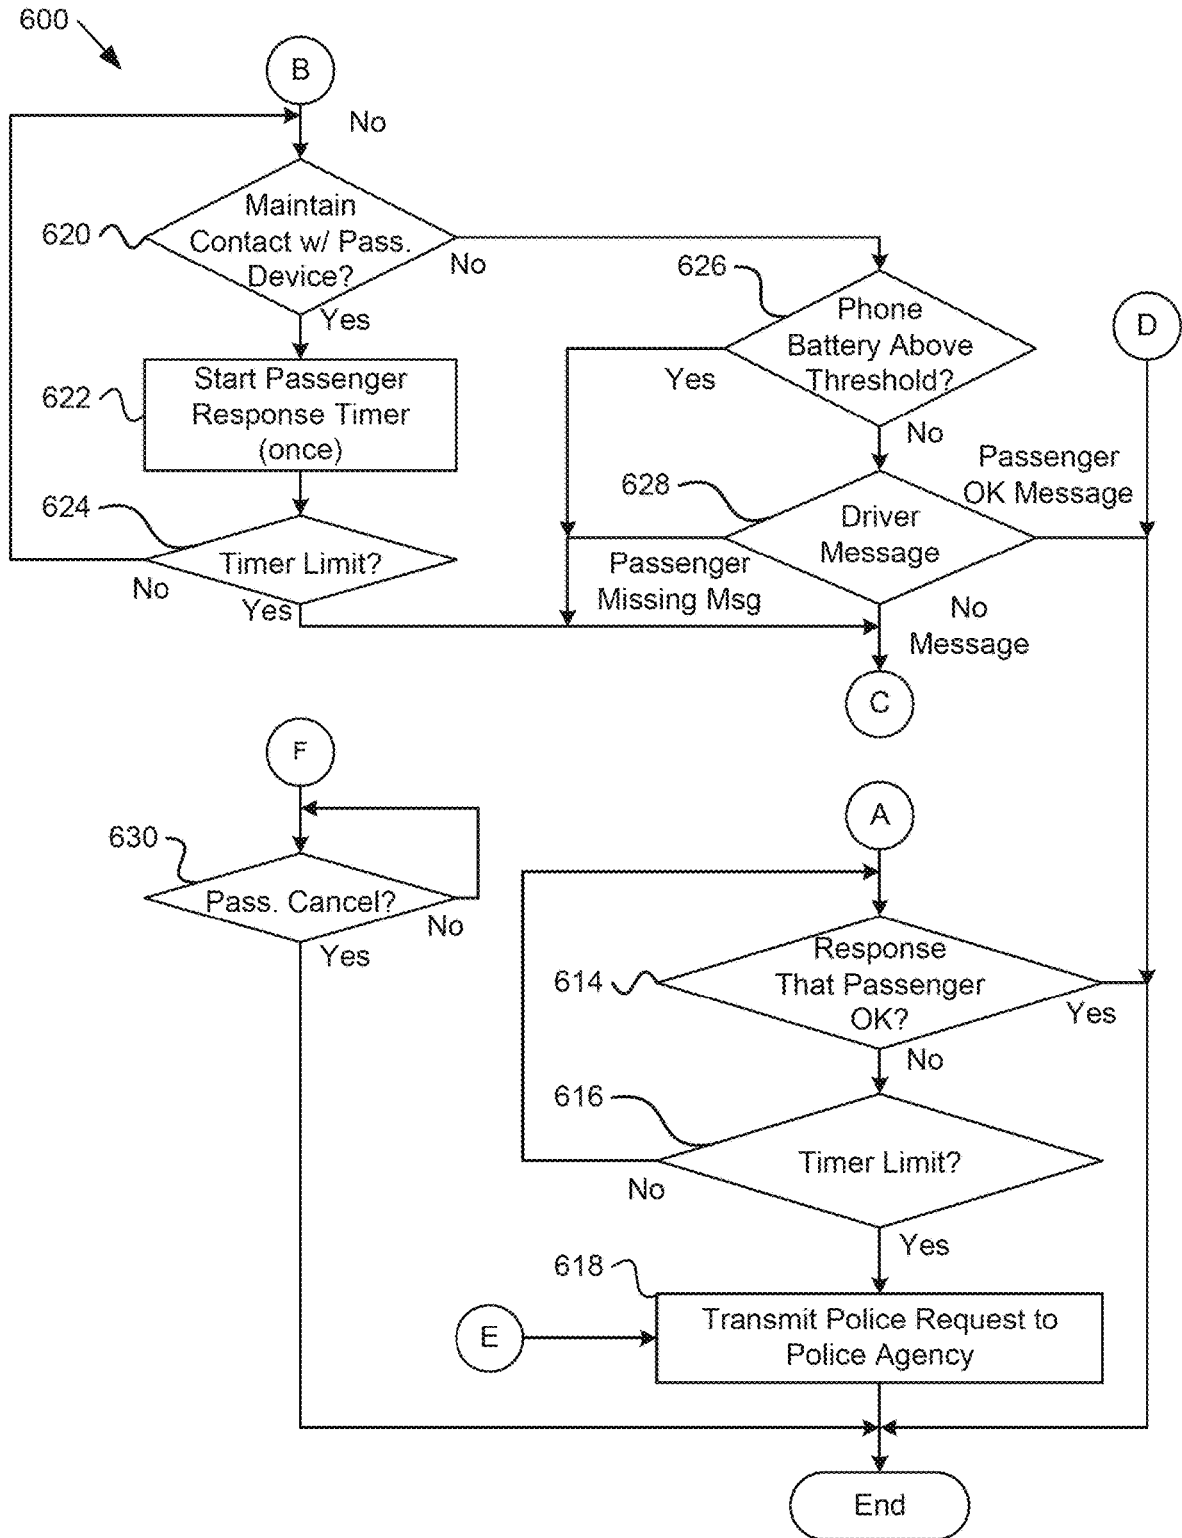 600
B
No
620
Maintain
Contact w/ Pass.
Device?
No
Yes
626
Phone
Battery Above
Threshold?
Yes
No
D
622
Start Passenger
Response Timer
(once)
624
Timer Limit?
No
Yes
628
Driver
Message
Passenger
OK Message
Passenger
Missing Msg
No
Message
C
F
630
Pass. Cancel?
No
Yes
A
614
Response
That Passenger
OK?
Yes
No
616
Timer Limit?
No
Yes
618
Transmit Police Request to
Police Agency
E
End